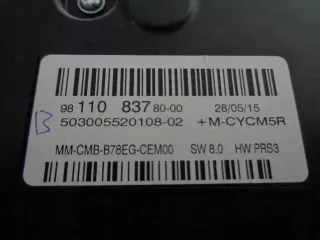 98 110 837 80-00 28/05/15
B 503005520108-02 +M-CYCM5R
MM-CMB-B78EG-CEM00 SW 8.0 HW PRS3